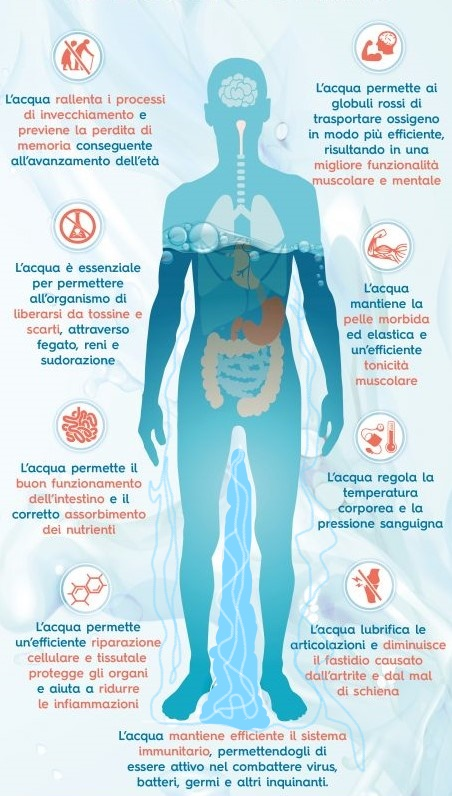 L'acqua rallenta i processi
di invecchiamento e
previene la perdita di
memoria conseguente
all'avanzamento dell'età
L'acqua permette ai
globuli rossi di
trasportare ossigeno
in modo più efficiente,
risultando in una
migliore funzionalità
muscolare e mentale
L'acqua è essenziale
per permettere
all'organismo di
liberarsi da tossine e
scarti, attraverso
fegato, reni e
sudorazione
L'acqua
mantiene la
pelle morbida
ed elastica e
un'efficiente
tonicità
muscolare
L'acqua permette il
buon funzionamento
dell'intestino e il
corretto assorbimento
dei nutrienti
L'acqua regola la
temperatura
corporea e la
pressione sanguigna
L'acqua permette
un'efficiente riparazione
cellulare e tissutale
protegge gli organi
e aiuta a ridurre
le infiammazioni
L'acqua lubrifica le
articolazioni e diminuisce
il fastidio causato
dall'artrite e dal mal
di schiena
L'acqua mantiene efficiente il sistema
immunitario, permettendogli di
essere attivo nel combattere virus,
batteri, germi e altri inquinanti.